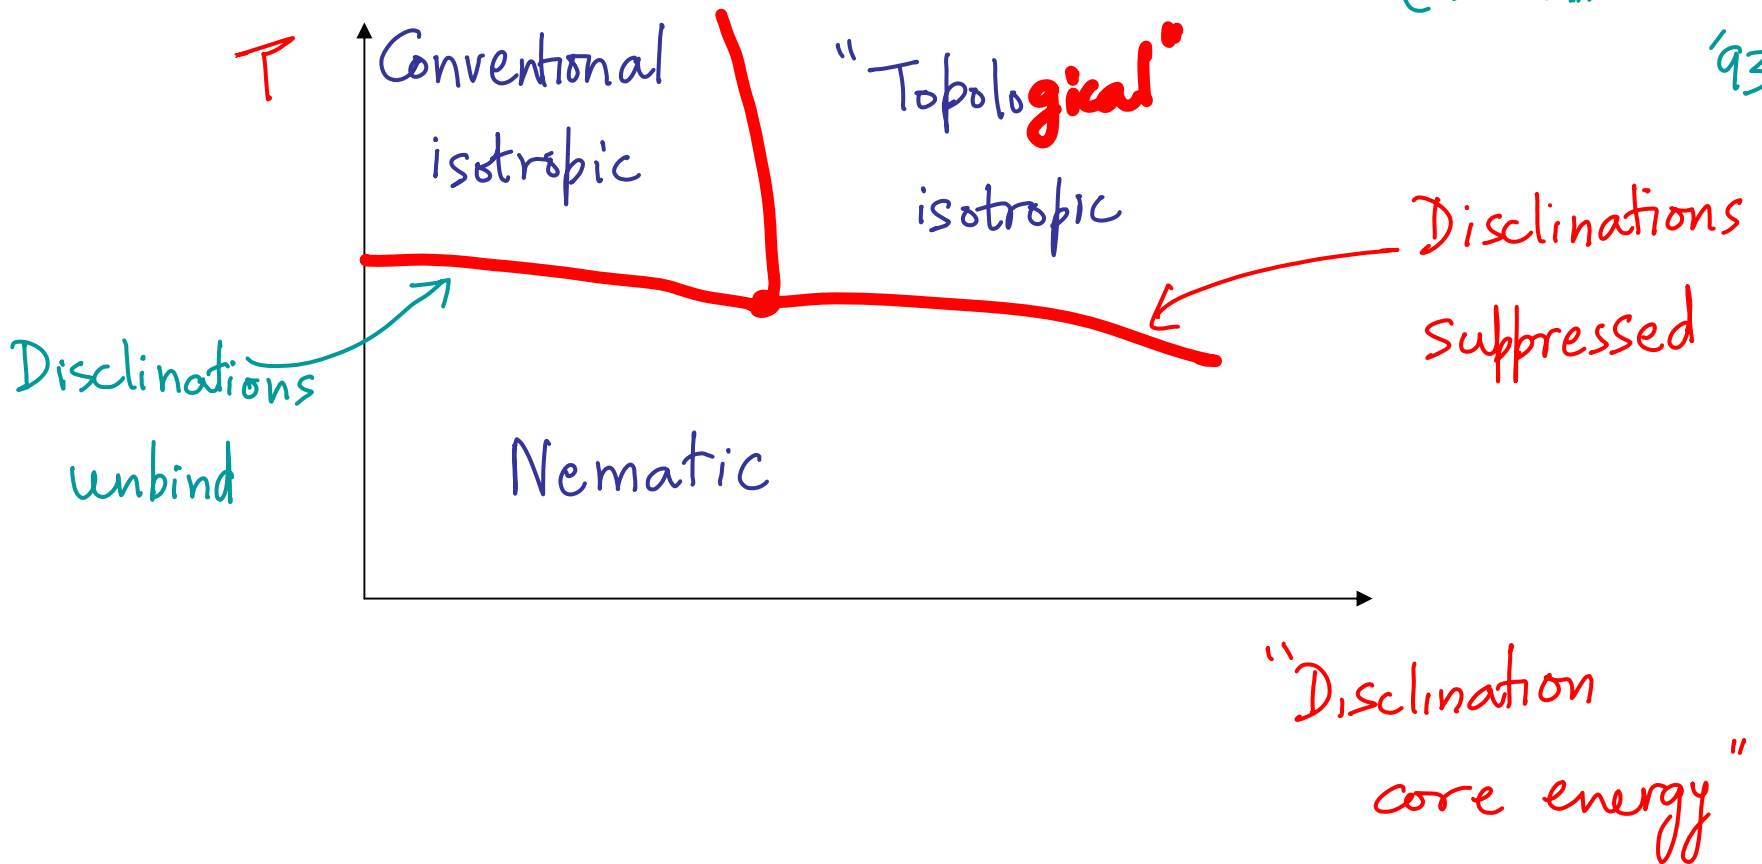 T
Conventional
isotropic
"Topological"
isotropic
Disclinations
suppressed
Disclinations
unbind
Nematic
"Disclination
core energy"